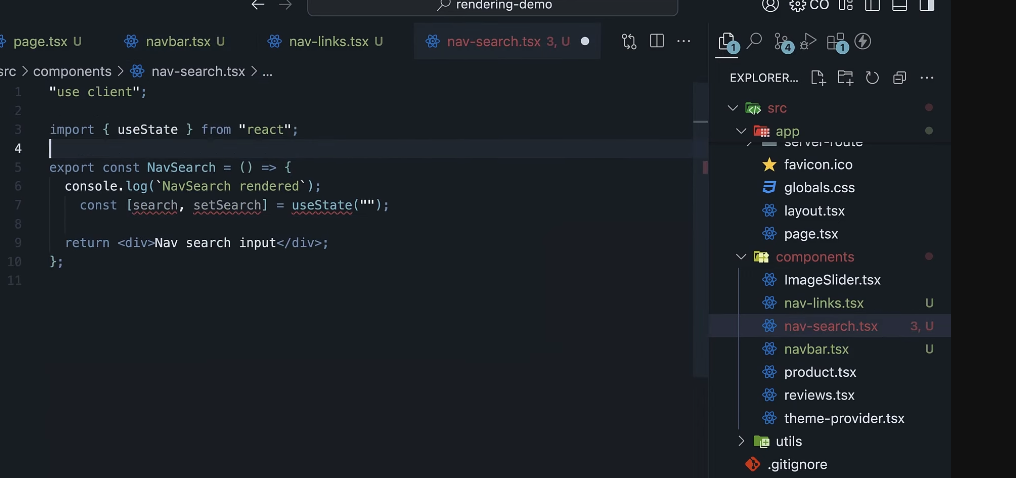 rendering-demo
CO
page.tsx U
navbar.tsx U
nav-links.tsx U
nav-search.tsx 3, U
src > components > nav-search.tsx > ...
1 "use client";
2
3 import { useState } from "react";
4
5 export const NavSearch = () => {
6 console.log(`NavSearch rendered`);
7 const [search, setSearch] = useState("");
8
9 return <div>Nav search input</div>;
10 };
11
1
4
1
EXPLORER...
src
app
server-route
favicon.ico
globals.css
layout.tsx
page.tsx
components
ImageSlider.tsx
nav-links.tsx U
nav-search.tsx 3, U
navbar.tsx U
product.tsx
reviews.tsx
theme-provider.tsx
utils
.gitignore